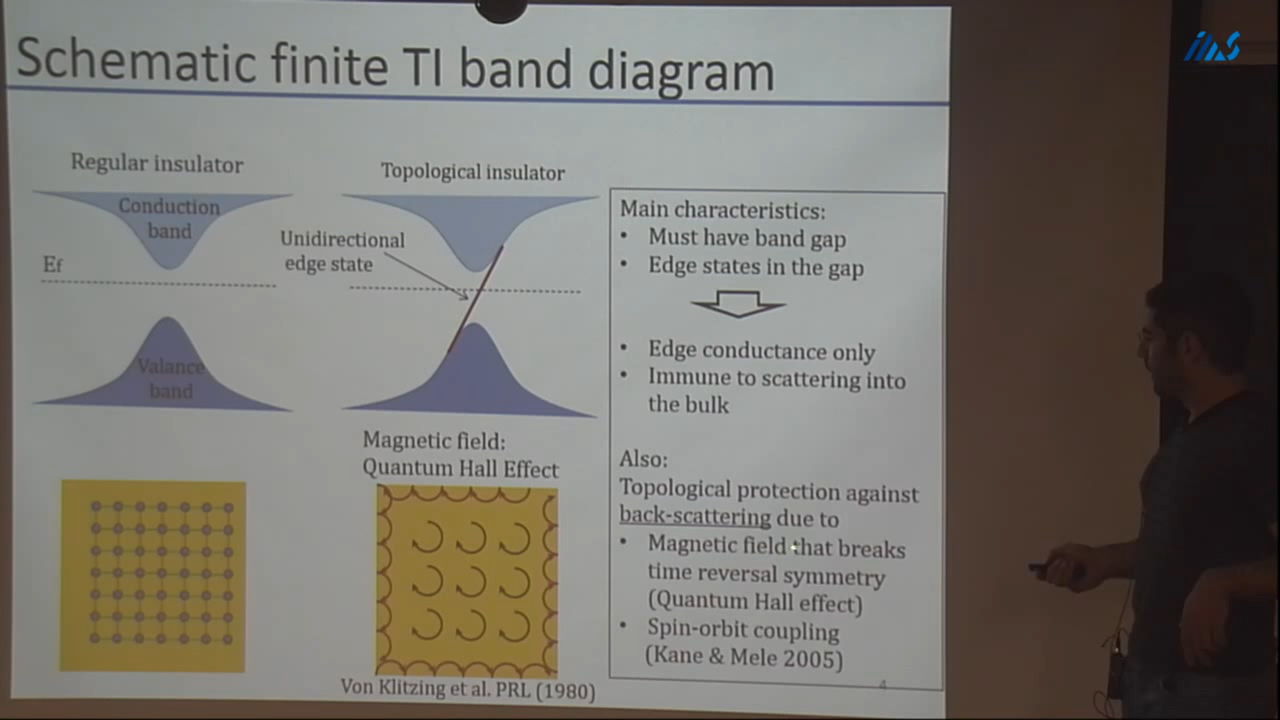 iias
Schematic finite TI band diagram
Regular insulator
Conduction
band
Ef
Valance
band
Topological insulator
Unidirectional
edge state
Magnetic field:
Quantum Hall Effect
Von Klitzing et al. PRL (1980)
Main characteristics:
• Must have band gap
• Edge states in the gap
• Edge conductance only
• Immune to scattering into
the bulk
Also:
Topological protection against
back-scattering due to
• Magnetic field that breaks
time reversal symmetry
(Quantum Hall effect)
• Spin-orbit coupling
(Kane & Mele 2005)
4